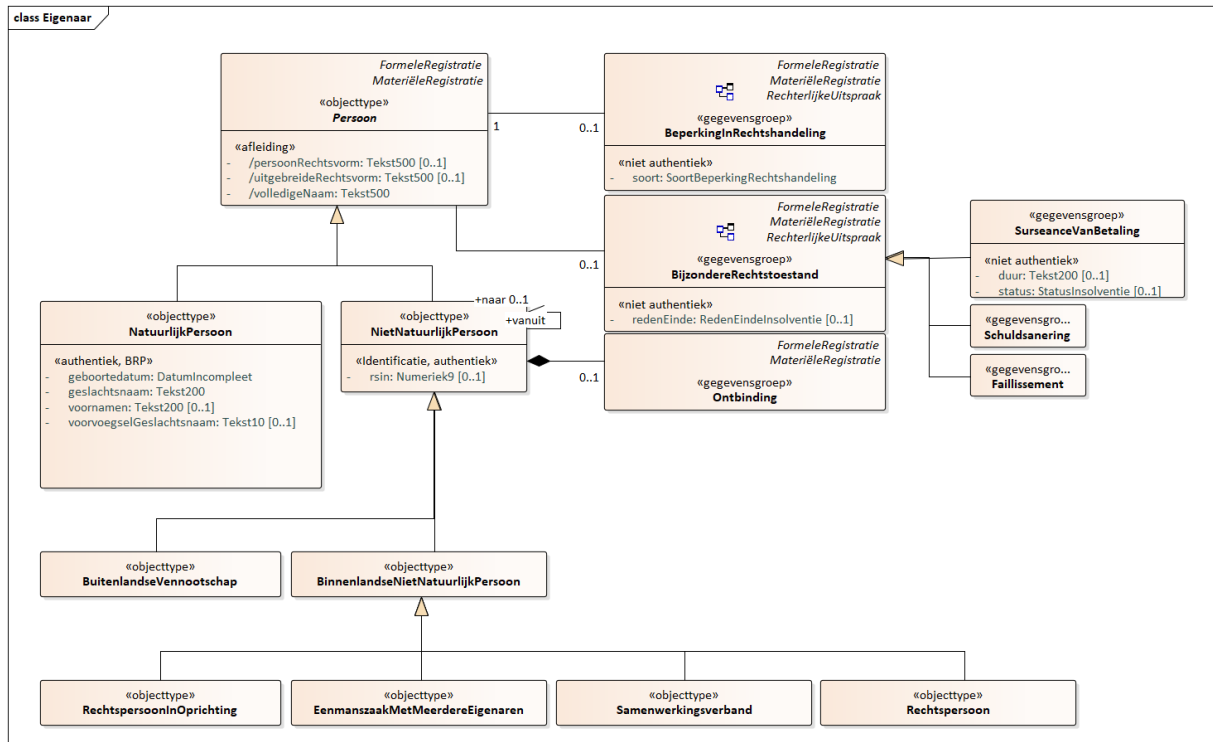 class Eigenaar
FormeleRegistratie
MateriëleRegistratie
«objecttype»
Persoon
«afleiding»
- /persoonRechtsvorm: Tekst500 [0..1]
- /uitgebreideRechtsvorm: Tekst500 [0..1]
- /volledigeNaam: Tekst500
1
0..1
FormeleRegistratie
MateriëleRegistratie
RechterlijkeUitspraak
«gegevensgroep»
BeperkingInRechtshandeling
«niet authentiek»
- soort: SoortBeperkingRechtshandeling
0..1
FormeleRegistratie
MateriëleRegistratie
RechterlijkeUitspraak
«gegevensgroep»
BijzondereRechtstoestand
«niet authentiek»
- redenEinde: RedenEindeInsolventie [0..1]
«gegevensgroep»
SurseanceVanBetaling
«niet authentiek»
- duur: Tekst200 [0..1]
- status: StatusInsolventie [0..1]
«gegevensgro...
Schuldsanering
«gegevensgro...
Faillissement
«objecttype»
NatuurlijkPersoon
«authentiek, BRP»
- geboortedatum: DatumIncompleet
- geslachtsnaam: Tekst200
- voornamen: Tekst200 [0..1]
- voorvoegselGeslachtsnaam: Tekst10 [0..1]
«objecttype»
NietNatuurlijkPersoon
«Identificatie, authentiek»
- rsin: Numeriek9 [0..1]
+naar 0..1
+vanuit
0..1
FormeleRegistratie
MateriëleRegistratie
«gegevensgroep»
Ontbinding
«objecttype»
BuitenlandseVennootschap
«objecttype»
BinnenlandseNietNatuurlijkPersoon
«objecttype»
RechtspersoonInOprichting
«objecttype»
EenmanszaakMetMeerdereEigenaren
«objecttype»
Samenwerkingsverband
«objecttype»
Rechtspersoon